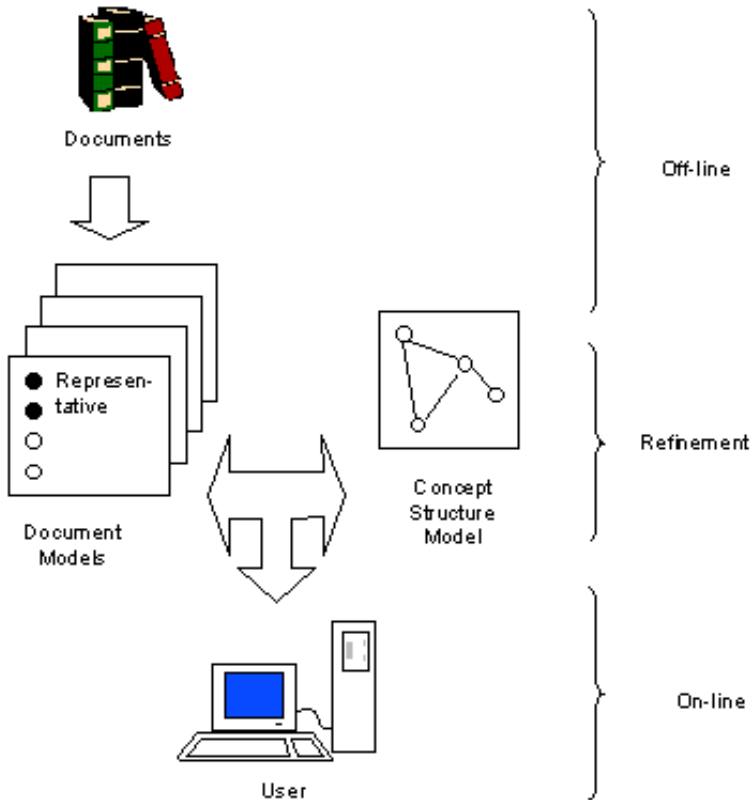 Documents
Off-line
Represen-
tative
Refinement
Concept
Structure
Model
Document
Models
On-line
User